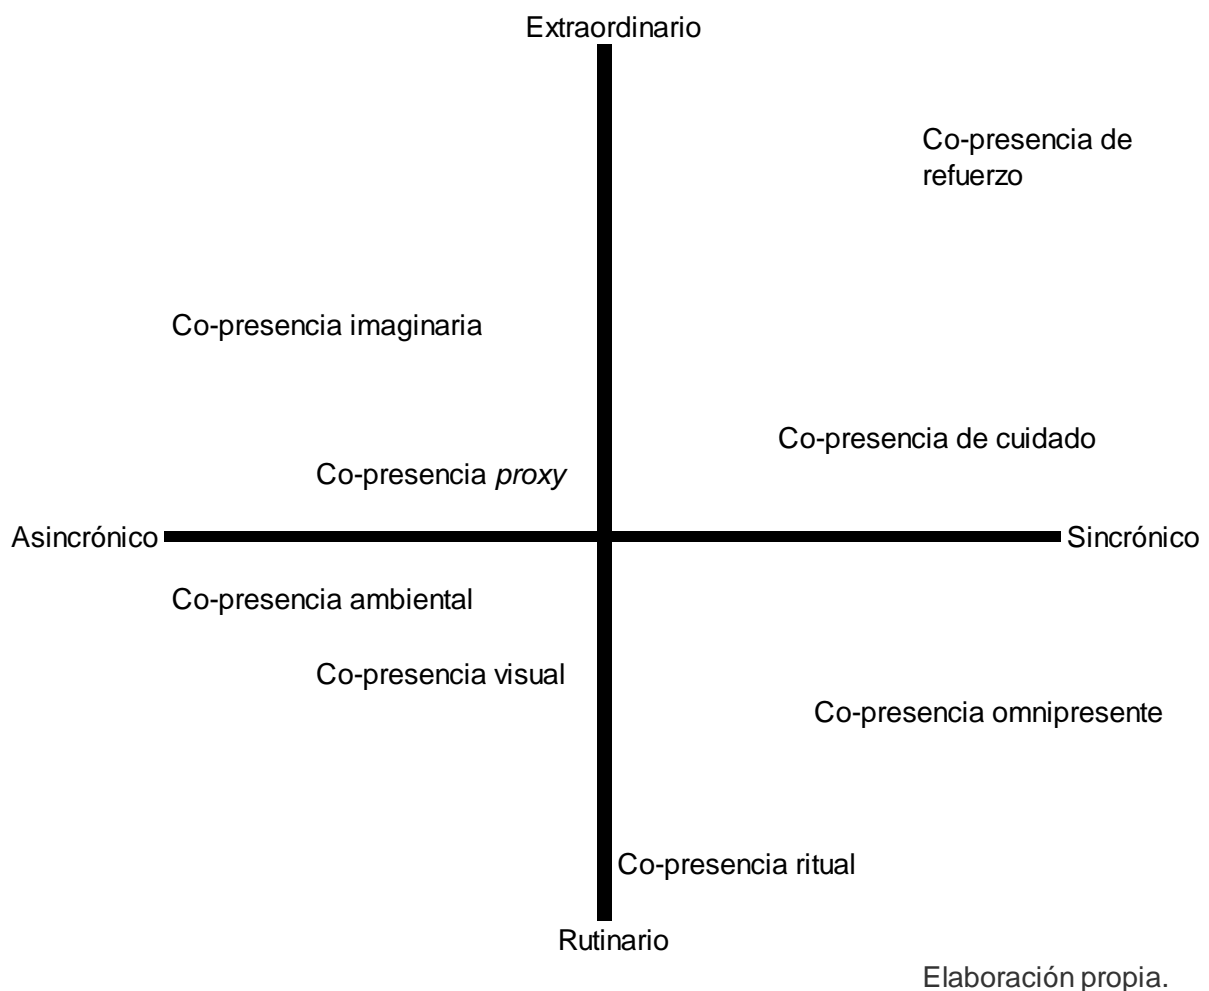 Extraordinario
Co-presencia de
refuerzo
Co-presencia imaginaria
Co-presencia de cuidado
Co-presencia proxy
Asincrónico
Sincrónico
Co-presencia ambiental
Co-presencia visual
Co-presencia omnipresente
Co-presencia ritual
Rutinario
Elaboración propia.